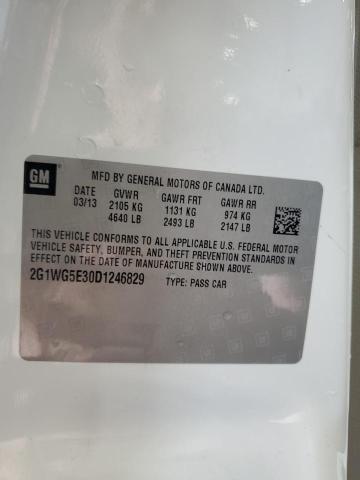 GM
MFD BY GENERAL MOTORS OF CANADA LTD.
DATE GVWR GAWR FRT GAWR RR
03/13 2105 KG 1131 KG 974 KG
4640 LB 2493 LB 2147 LB
THIS VEHICLE CONFORMS TO ALL APPLICABLE U.S. FEDERAL MOTOR
VEHICLE SAFETY, BUMPER, AND THEFT PREVENTION STANDARDS IN
EFFECT ON THE DATE OF MANUFACTURE SHOWN ABOVE.
2G1WG5E30D1246829 TYPE: PASS CAR